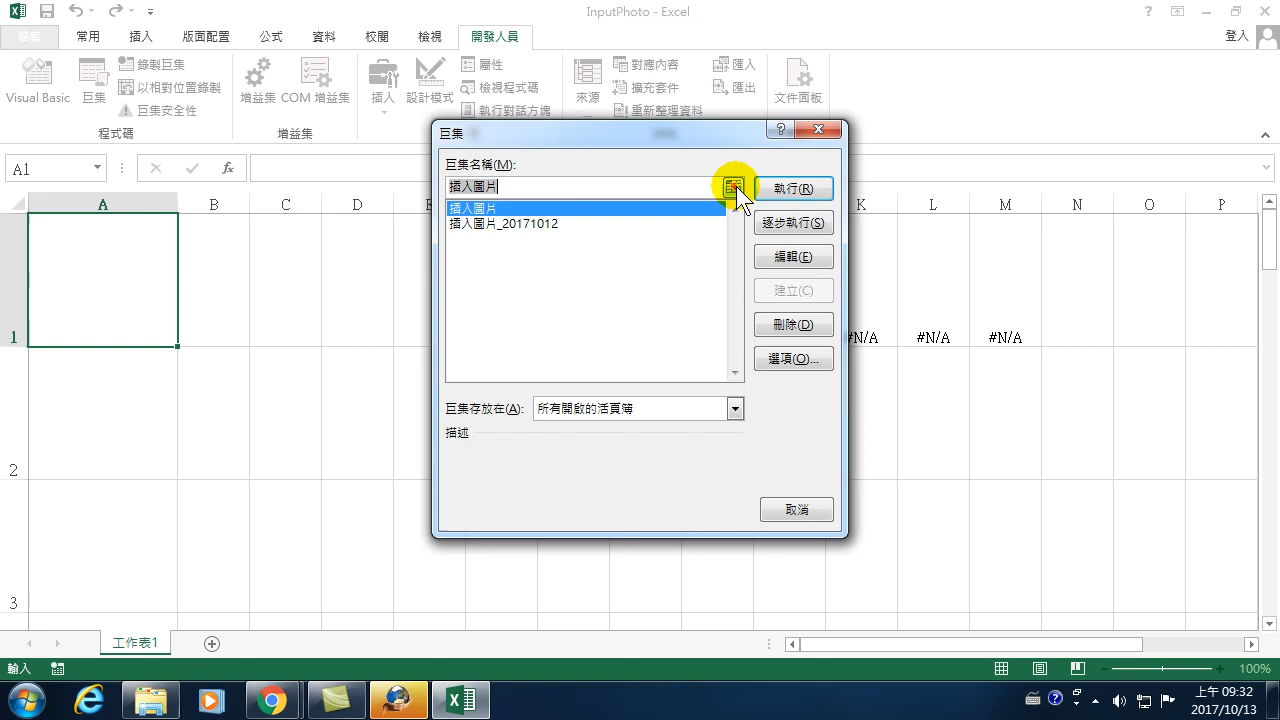 InputPhoto - Excel
常用 插入 版面配置 公式 資料 校閱 檢視 開發人員 登入
Visual Basic 巨集 錄製巨集 以相對位置錄製 巨集安全性 程式碼
增益集 COM 增益集 增益集
插入 設計模式 屬性 檢視程式碼 執行對話方塊
來源 對應內容 擴充套件 重新整理資料 匯入 匯出
文件面板
A1 fx
A B C D K L M N O P
1 #N/A #N/A #N/A
2
3
巨集
巨集名稱(M):
插入圖片 執行(R)
插入圖片
插入圖片_20171012
逐步執行(S)
編輯(E)
建立(C)
刪除(D)
選項(O)...
巨集存放在(A): 所有開啟的活頁簿
描述
取消
工作表1
輸入 100%
上午 09:32
2017/10/13